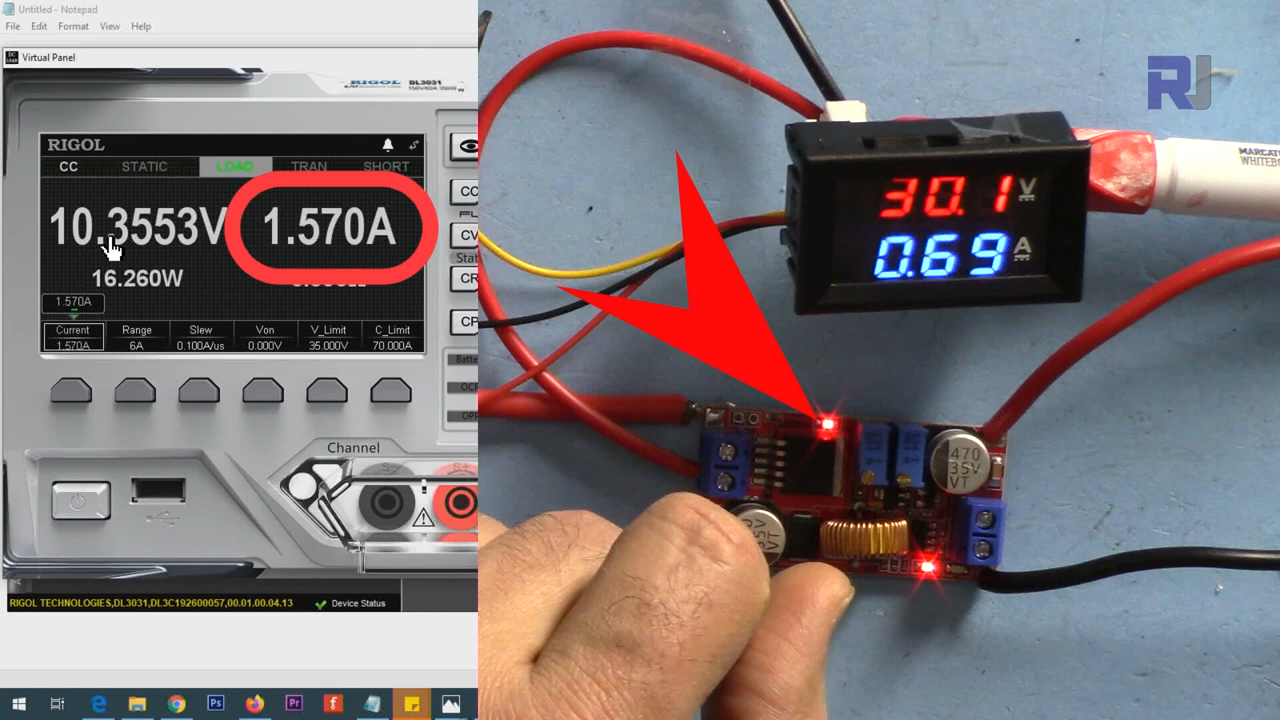 Untitled - Notepad
File Edit Format View Help
Virtual Panel
RIGOL DL3031
RIGOL
CC STATIC LOAD TRAN SHORT
10.3553V 1.570A
16.260W
1.570A
Current Range Slew Von V_Limit C_Limit
1.570A 6A 0.100A/us 0.000V 35.000V 70.000A
CC
CV
CR
CP
Channel
RIGOL TECHNOLOGIES,DL3031,DL3C192600057,00.01.00.04.13 Device Status
RJ
30.1 V
0.69 A
470
35V
VT